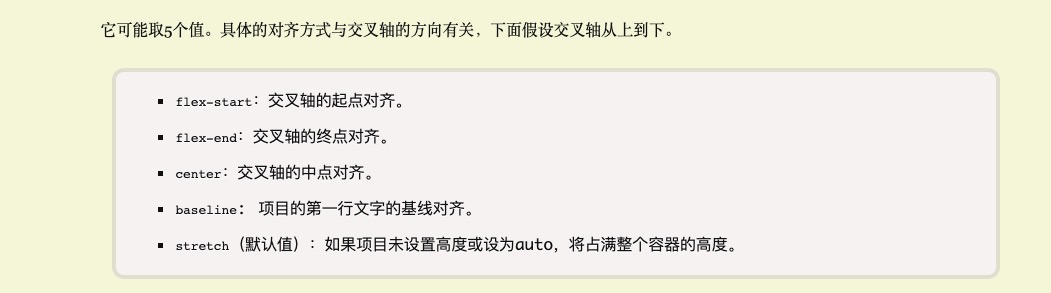 它可能取5个值。具体的对齐方式与交叉轴的方向有关，下面假设交叉轴从上到下。
flex-start：交叉轴的起点对齐。
flex-end：交叉轴的终点对齐。
center：交叉轴的中点对齐。
baseline： 项目的第一行文字的基线对齐。
stretch（默认值）：如果项目未设置高度或设为auto，将占满整个容器的高度。